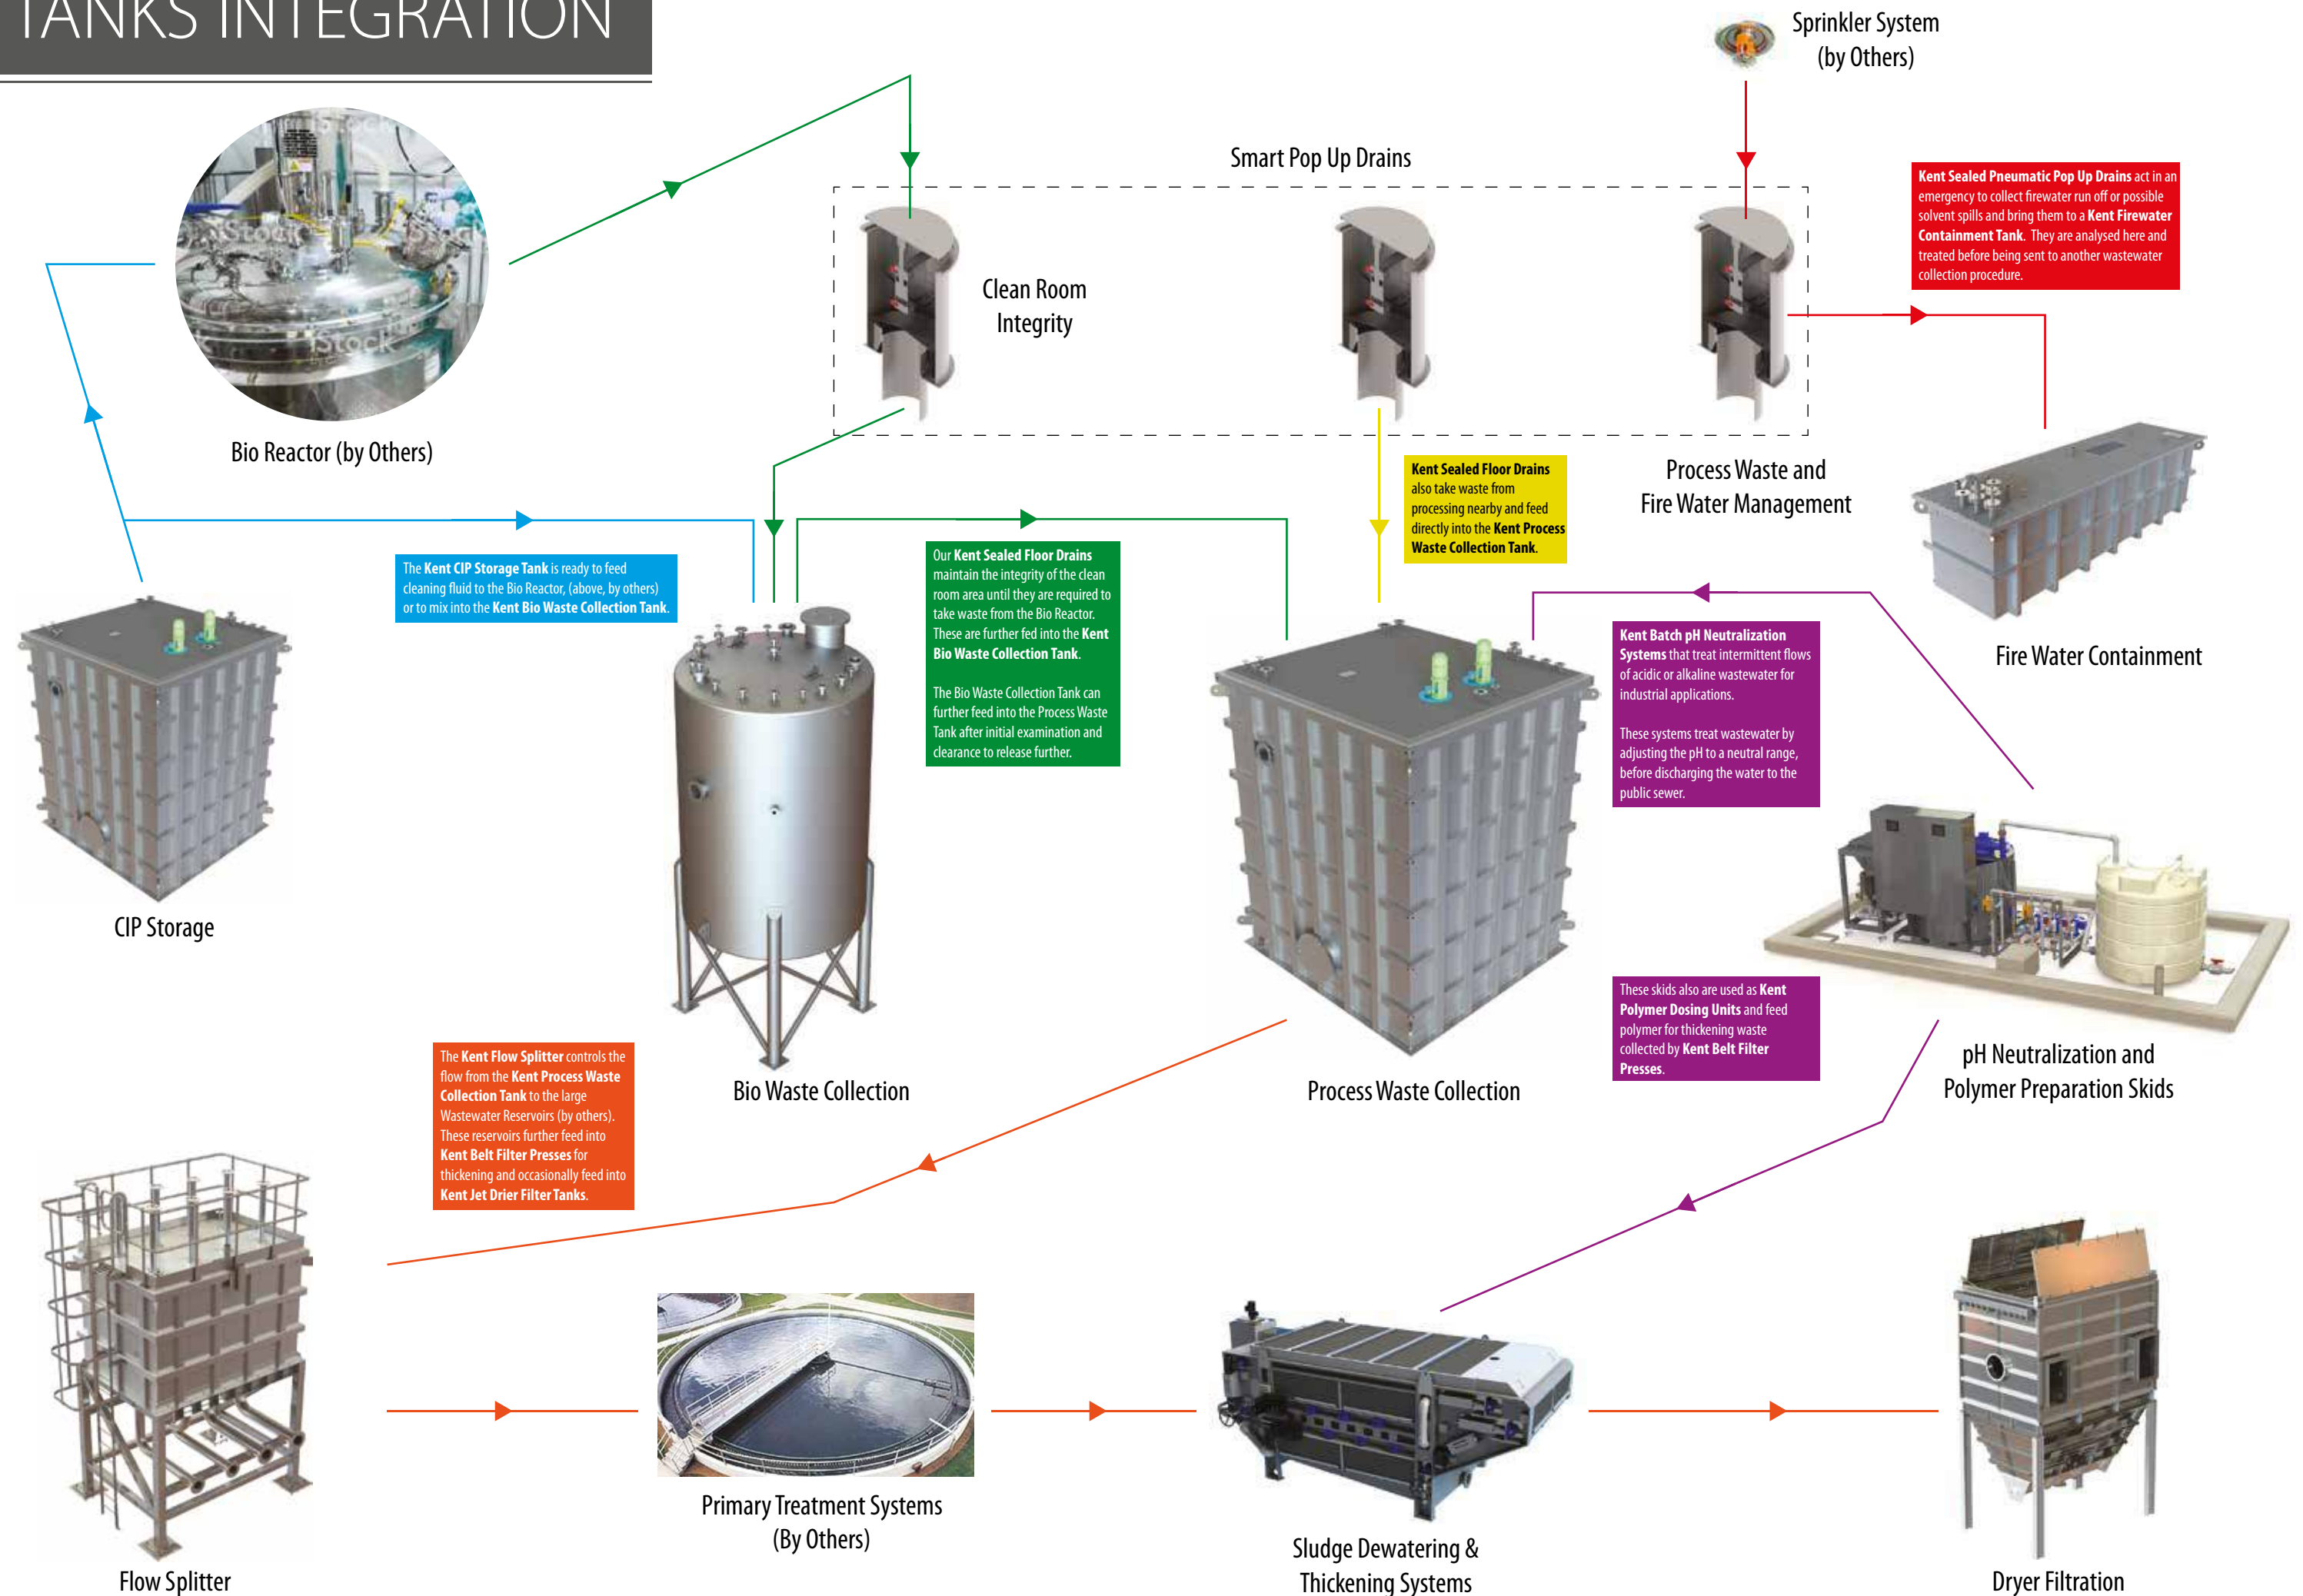 TANKS INTEGRATION
Sprinkler System
(by Others)
Smart Pop Up Drains
Kent Sealed Pneumatic Pop Up Drains act in an
emergency to collect firewater run off or possible
solvent spills and bring them to a Kent Firewater
Containment Tank. They are analysed here and
treated before being sent to another wastewater
collection procedure.
iStock
iStock
iStock
Clean Room
Integrity
Bio Reactor (by Others)
Process Waste and
Fire Water Management
Kent Sealed Floor Drains
also take waste from
processing nearby and feed
directly into the Kent Process
Waste Collection Tank.
The Kent CIP Storage Tank is ready to feed
cleaning fluid to the Bio Reactor, (above, by others)
or to mix into the Kent Bio Waste Collection Tank.
Our Kent Sealed Floor Drains
maintain the integrity of the clean
room area until they are required to
take waste from the Bio Reactor.
These are further fed into the Kent
Bio Waste Collection Tank.
The Bio Waste Collection Tank can
further feed into the Process Waste
Tank after initial examination and
clearance to release further.
Kent Batch pH Neutralization
Systems that treat intermittent flows
of acidic or alkaline wastewater for
industrial applications.
These systems treat wastewater by
adjusting the pH to a neutral range,
before discharging the water to the
public sewer.
Fire Water Containment
CIP Storage
These skids also are used as Kent
Polymer Dosing Units and feed
polymer for thickening waste
collected by Kent Belt Filter
Presses.
The Kent Flow Splitter controls the
flow from the Kent Process Waste
Collection Tank to the large
Wastewater Reservoirs (by others).
These reservoirs further feed into
Kent Belt Filter Presses for
thickening and occasionally feed into
Kent Jet Drier Filter Tanks.
Bio Waste Collection
Process Waste Collection
pH Neutralization and
Polymer Preparation Skids
Primary Treatment Systems
(By Others)
Sludge Dewatering &
Thickening Systems
Flow Splitter
Dryer Filtration